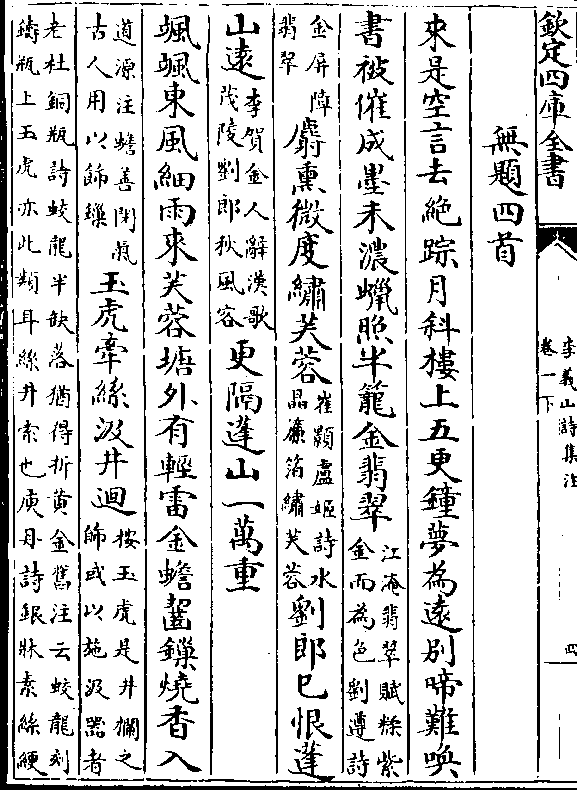 欽定四庫全書
李義山詩集注
卷一下
四
無題四首
來是空言去絶踪月斜樓上五更鐘夢為遠別啼難喚
書被催成墨未濃蠟照半籠金翡翠
江淹翡翠賦糅紫
金而為色劉遵詩
金屏障
翡翠
麝熏微度繡芙蓉
崔顥盧姬詩水
晶簾箔繡芙蓉
劉郎已恨蓬
山遠
李賀金人辭漢歌
茂陵劉郎秋風客
更隔蓬山一萬重
颯颯東風細雨來芙蓉塘外有輕雷金蟾齧鏁燒香入
道源注蟾善閉氣
古人用以飾鏁
玉虎牽絲汲井迴
按玉虎是井欄之
飾或以施汲器者
老杜銅瓶詩蛟龍半缺落猶得折黄金舊注云蛟龍刻
鑄瓶上玉虎亦此類耳絲井索也庾丹詩銀牀素絲綆